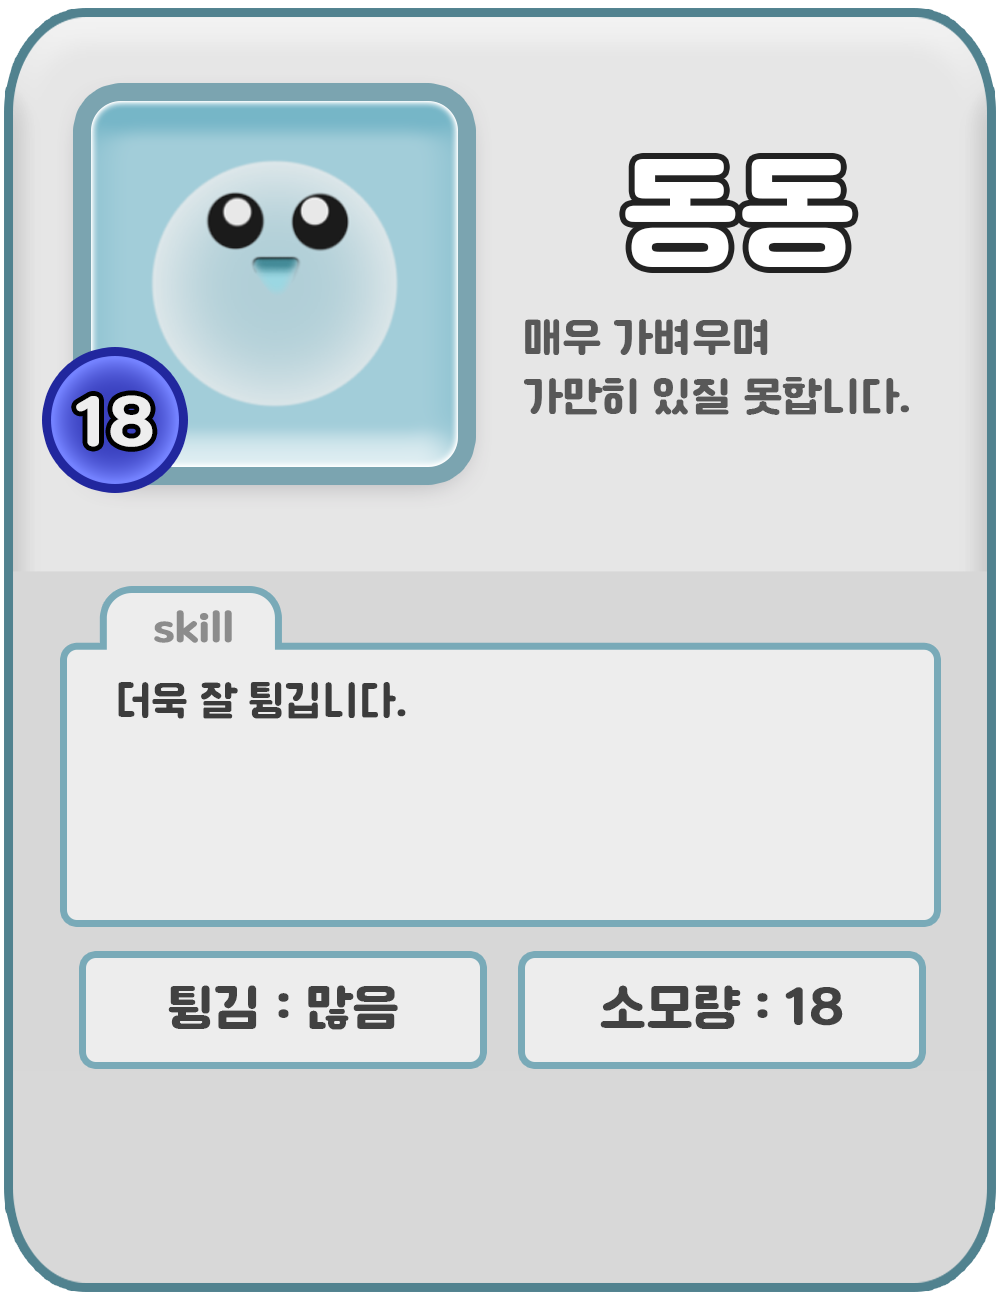 동동
매우 가벼우며
가만히 있질 못합니다.
18
skill
더욱 잘 튕깁니다.
튕김 : 많음
소모량 : 18